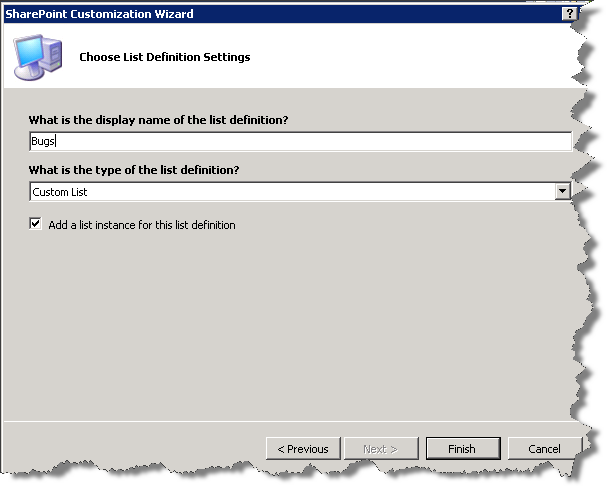 SharePoint Customization Wizard ?
Choose List Definition Settings
What is the display name of the list definition?
Bugs
What is the type of the list definition?
Custom List
Add a list instance for this list definition
< Previous Next > Finish Cancel